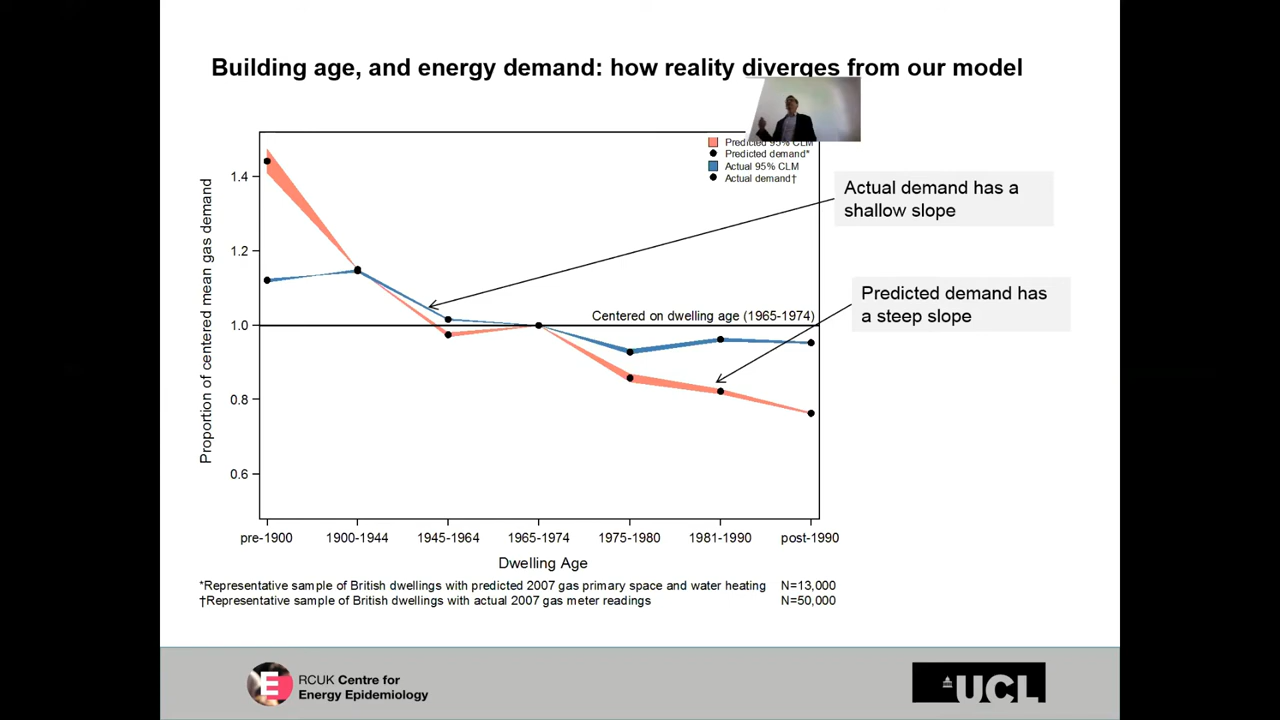 Building age, and energy demand: how reality diverges from our model
Predicted 95% CLM
Predicted demand*
Actual 95% CLM
Actual demand†
Actual demand has a
shallow slope
Predicted demand has
a steep slope
Centered on dwelling age (1965-1974)
Proportion of centered mean gas demand
1.4
1.2
1.0
0.8
0.6
pre-1900
1900-1944
1945-1964
1965-1974
1975-1980
1981-1990
post-1990
Dwelling Age
*Representative sample of British dwellings with predicted 2007 gas primary space and water heating N=13,000
†Representative sample of British dwellings with actual 2007 gas meter readings N=50,000
E
RCUK Centre for
Energy Epidemiology
UCL